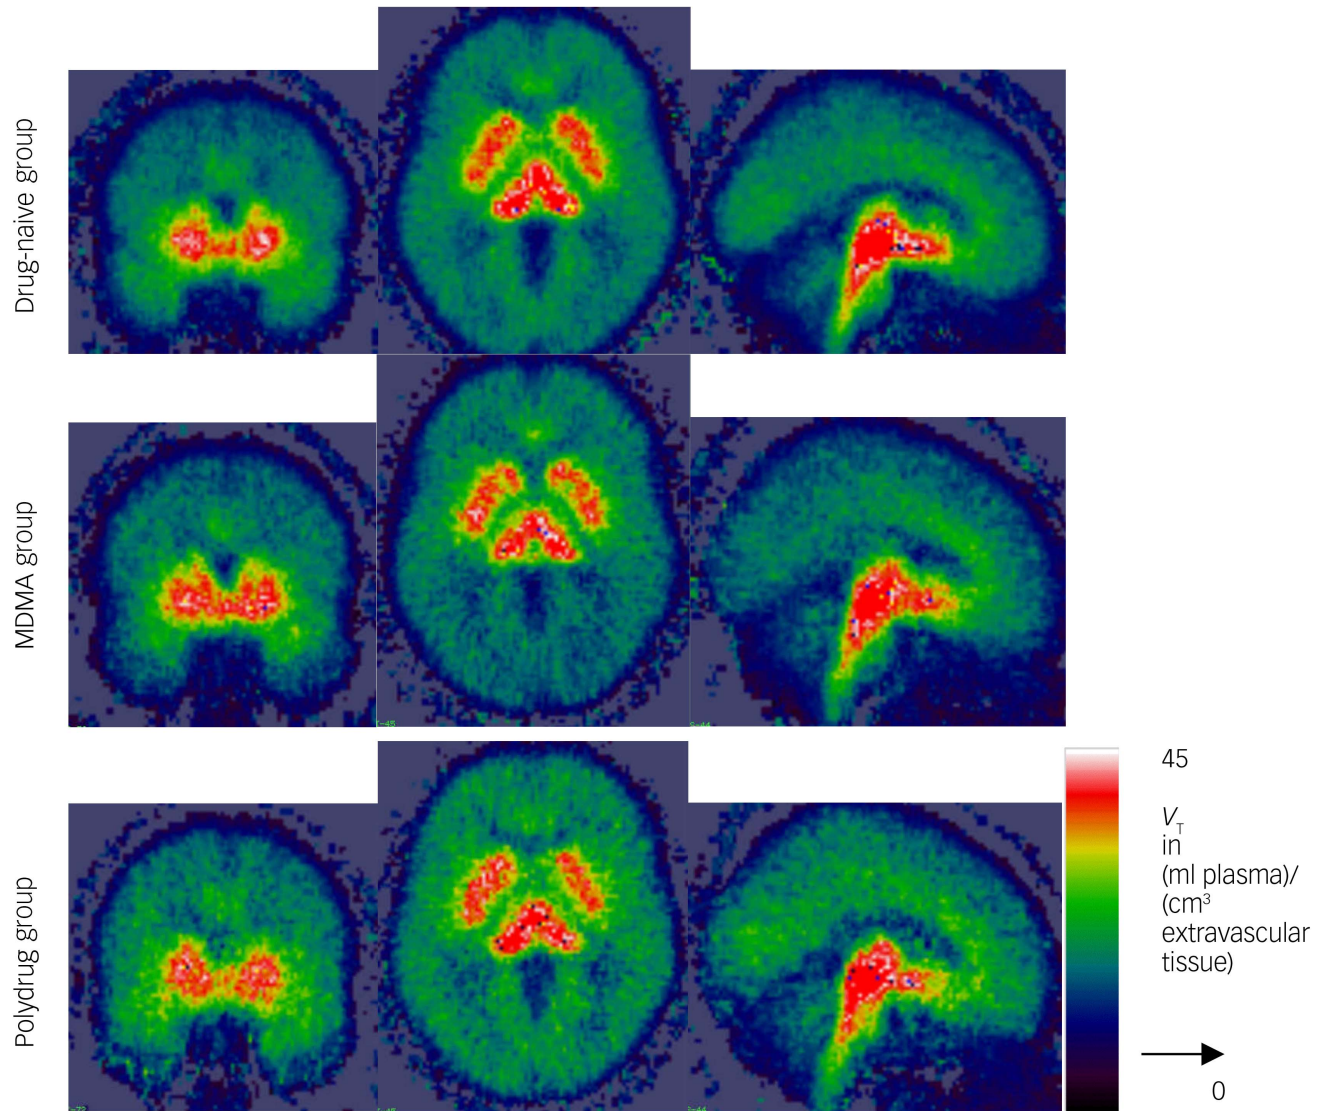 Drug-naive group
MDMA group
Polydrug group
45
V_T
in
(ml plasma)/
(cm³
extravascular
tissue)
0